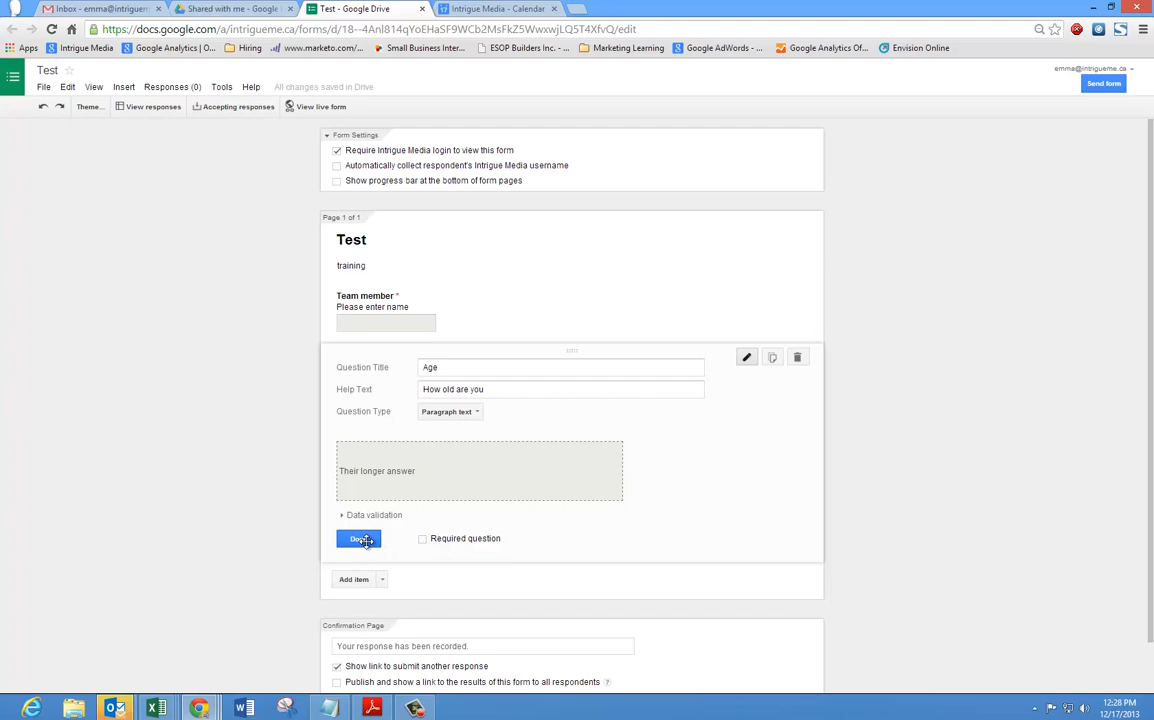 Inbox - emma@intrigueme
Shared with me - Google
Test - Google Drive
Intrigue Media - Calendar
https://docs.google.com/a/intrigueme.ca/forms/d/18--4Anl814qYoEHaSF9WCb2MsFkZ5WwxwjLQ5T4XfvQ/edit
Apps
Intrigue Media
Google Analytics | O...
Hiring
www.marketo.com/...
Small Business Inter...
ESOP Builders Inc. - ...
Marketing Learning
Google AdWords - ...
Google Analytics Of...
Envision Online
Test
emma@intrigueme.ca
File Edit View Insert Responses (0) Tools Help All changes saved in Drive
Send form
Theme...
View responses
Accepting responses
View live form
Form Settings
Require Intrigue Media login to view this form
Automatically collect respondent's Intrigue Media username
Show progress bar at the bottom of form pages
Page 1 of 1
Test
training
Team member *
Please enter name
Question Title Age
Help Text How old are you
Question Type Paragraph text
Their longer answer
Data validation
Required question
Add item
Confirmation Page
Your response has been recorded.
Show link to submit another response
Publish and show a link to the results of this form to all respondents ?
12:28 PM
12/17/2013